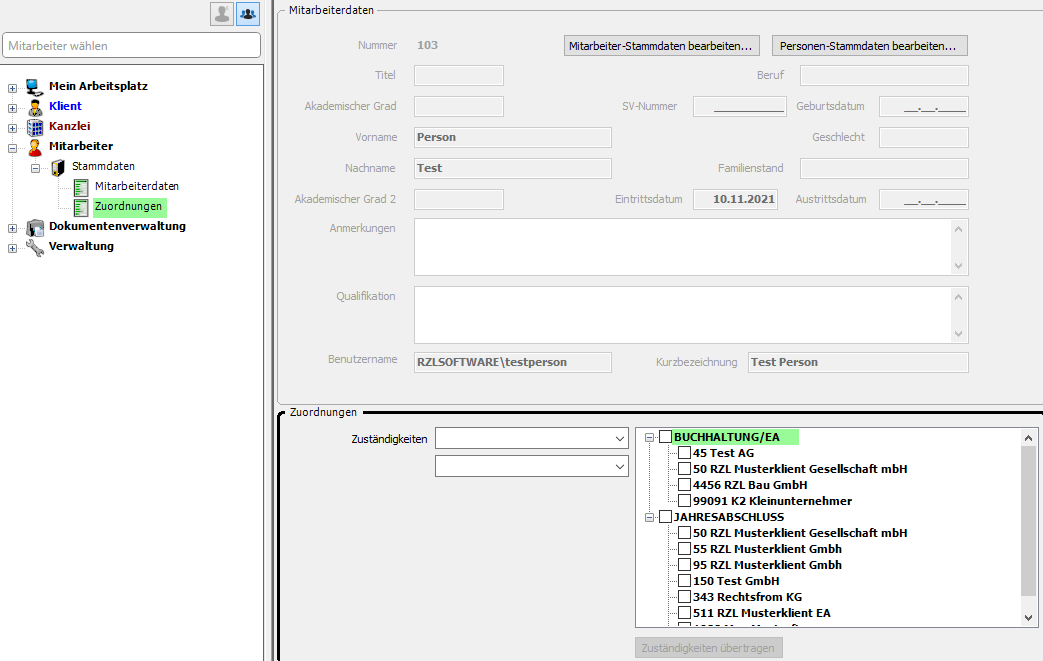 Mitarbeiter wählen
Mein Arbeitsplatz
Klient
Kanzlei
Mitarbeiter
Stammdaten
Mitarbeiterdaten
Zuordnungen
Dokumentenverwaltung
Verwaltung
Mitarbeiterdaten
Nummer 103 Mitarbeiter-Stammdaten bearbeiten... Personen-Stammdaten bearbeiten...
Titel Beruf
Akademischer Grad SV-Nummer __________ Geburtsdatum __.__.____
Vorname Person Geschlecht
Nachname Test Familienstand
Akademischer Grad 2 Eintrittsdatum 10.11.2021 Austrittsdatum __.__.____
Anmerkungen
Qualifikation
Benutzername RZLSOFTWARE\testperson Kurzbezeichnung Test Person
Zuordnungen
Zuständigkeiten
BUCHHALTUNG/EA
45 Test AG
50 RZL Musterklient Gesellschaft mbH
4456 RZL Bau GmbH
99091 K2 Kleinunternehmer
JAHRESABSCHLUSS
50 RZL Musterklient Gesellschaft mbH
55 RZL Musterklient Gmbh
95 RZL Musterklient Gmbh
150 Test GmbH
343 Rechtsfrom KG
511 RZL Musterklient EA
Zuständigkeiten übertragen